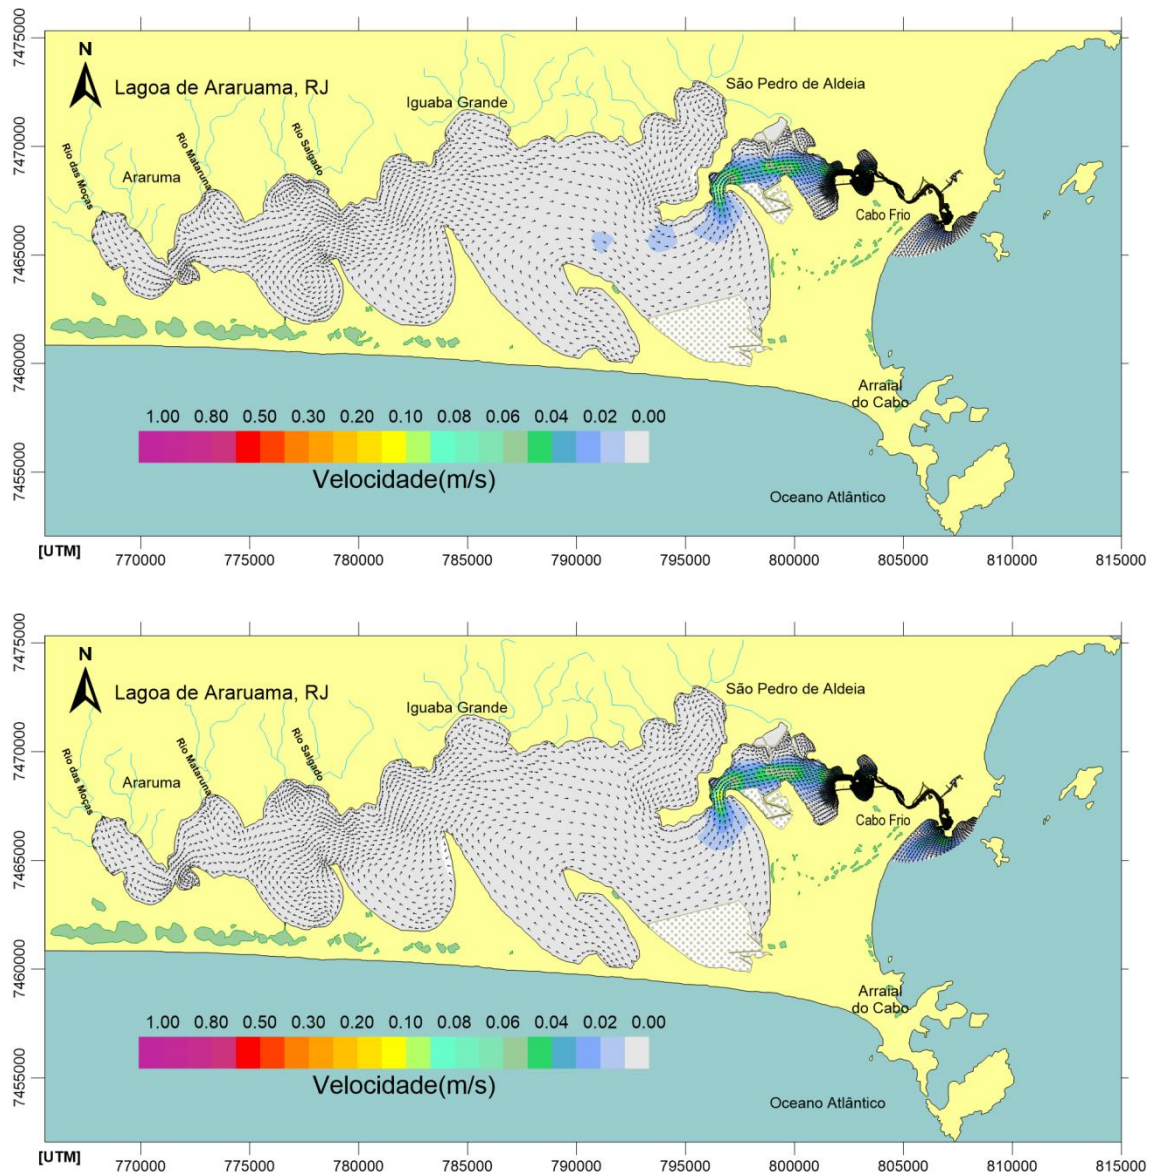 7475000
N
Lagoa de Araruama, RJ
São Pedro de Aldeia
Iguaba Grande
7470000
Rio das Moças
Araruma
Rio Mataruna
Rio Salgado
Cabo Frio
7465000
7460000
Arraial
do Cabo
1.00 0.80 0.50 0.30 0.20 0.10 0.08 0.06 0.04 0.02 0.00
Velocidade(m/s)
7455000
Oceano Atlântico
[UTM]
770000 775000 780000 785000 790000 795000 800000 805000 810000 815000
7475000
N
Lagoa de Araruama, RJ
São Pedro de Aldeia
Iguaba Grande
7470000
Rio das Moças
Araruma
Rio Mataruna
Rio Salgado
Cabo Frio
7465000
7460000
Arraial
do Cabo
1.00 0.80 0.50 0.30 0.20 0.10 0.08 0.06 0.04 0.02 0.00
Velocidade(m/s)
7455000
Oceano Atlântico
[UTM]
770000 775000 780000 785000 790000 795000 800000 805000 810000 815000